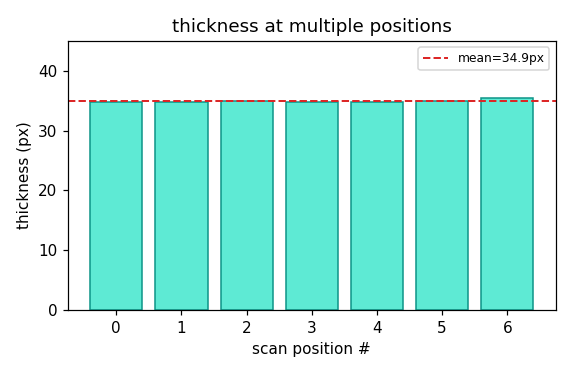 thickness at multiple positions
mean=34.9px
thickness (px)
40
30
20
10
0
0 1 2 3 4 5 6
scan position #